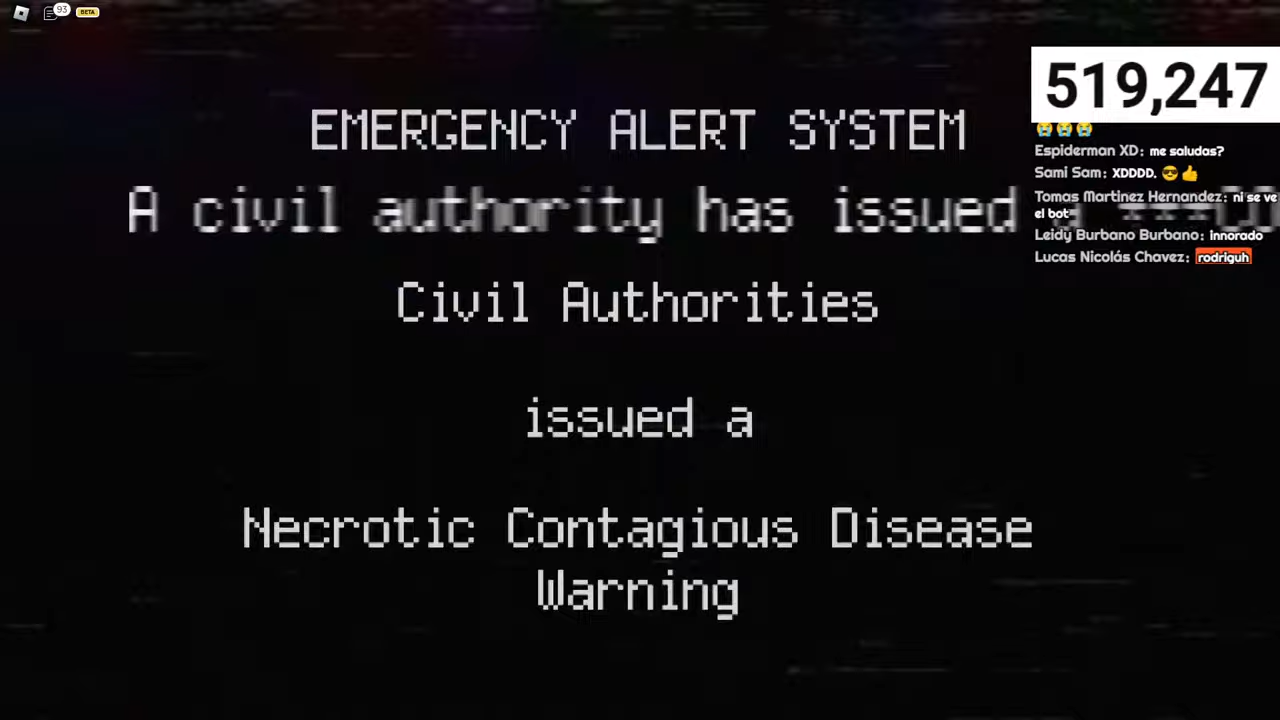 93
BETA
519,247
😭😭😭
Espiderman XD: me saludas?
Sami Sam: XDDDD. 😎👍
Tomas Martinez Hernandez: ni se ve
el bot
Leidy Burbano Burbano: innorado
Lucas Nicolás Chavez: rodriguh
EMERGENCY ALERT SYSTEM
A civil authority has issued
Civil Authorities
issued a
Necrotic Contagious Disease
Warning